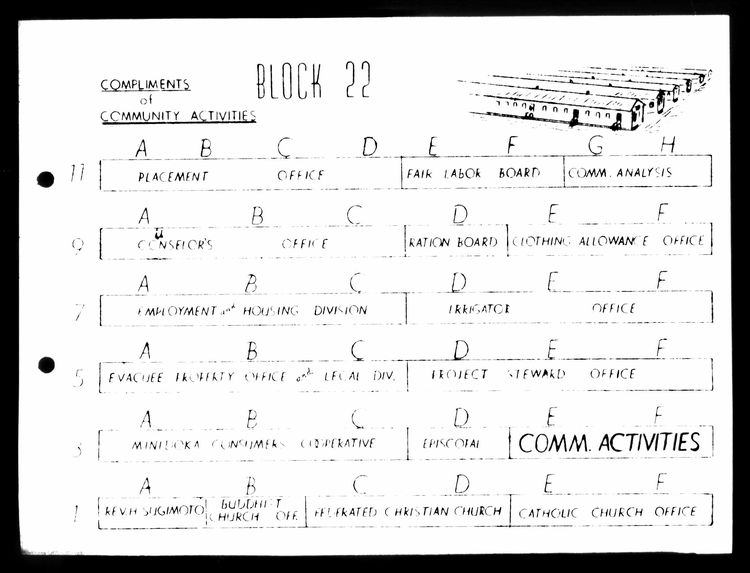 COMPLIMENTS
of
COMMUNITY ACTIVITIES
BLOCK 22
A B C D E F G H
11 PLACEMENT OFFICE FAIR LABOR BOARD COMM. ANALYSIS
A B C D E F
9 COUNSELOR'S OFFICE RATION BOARD CLOTHING ALLOWANCE OFFICE
A B C D E F
7 EMPLOYMENT and HOUSING DIVISION IRRIGATOR OFFICE
A B C D E F
5 EVACUEE PROPERTY OFFICE and LEGAL DIV. PROJECT STEWARD OFFICE
A B C D E F
3 MINIDOKA CONSUMERS COOPERATIVE EPISCOPAL COMM. ACTIVITIES
A B C D E F
1 REV. H SUGIMOTO BUDDHIST CHURCH OFF. FEDERATED CHRISTIAN CHURCH CATHOLIC CHURCH OFFICE